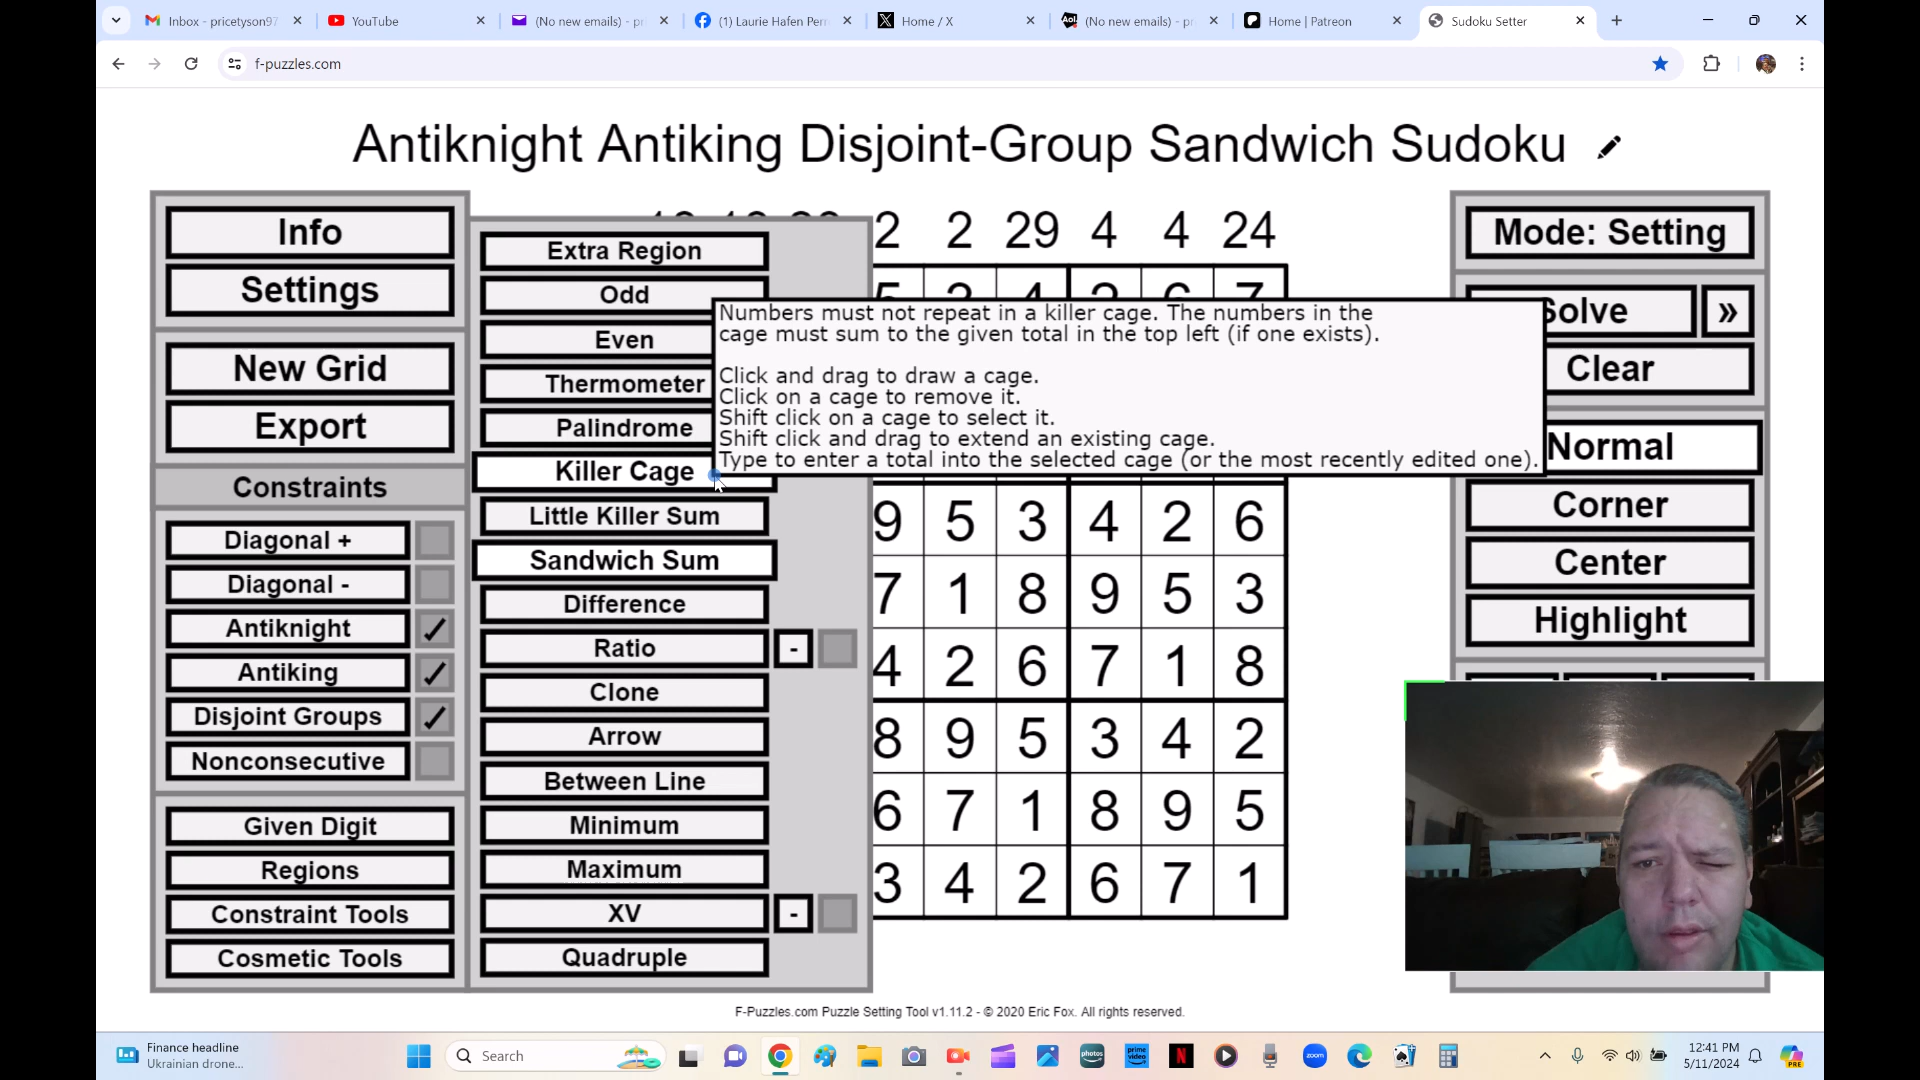 Inbox - pricetyson97
YouTube
(No new emails) - pri
(1) Laurie Hafen Perr
Home / X
Aol.
(No new emails) - pr
Home | Patreon
Sudoku Setter
f-puzzles.com
Antiknight Antiking Disjoint-Group Sandwich Sudoku
Info
Settings
New Grid
Export
Constraints
Diagonal +
Diagonal -
Antiknight
Antiking
Disjoint Groups
Nonconsecutive
Given Digit
Regions
Constraint Tools
Cosmetic Tools
Extra Region
Odd
Even
Thermometer
Palindrome
Killer Cage
Little Killer Sum
Sandwich Sum
Difference
Ratio -
Clone
Arrow
Between Line
Minimum
Maximum
XV -
Quadruple
Numbers must not repeat in a killer cage. The numbers in the
cage must sum to the given total in the top left (if one exists).
Click and drag to draw a cage.
Click on a cage to remove it.
Shift click on a cage to select it.
Shift click and drag to extend an existing cage.
Type to enter a total into the selected cage (or the most recently edited one).
2 2 29 4 4 24
9 5 3 4 2 6
7 1 8 9 5 3
4 2 6 7 1 8
8 9 5 3 4 2
6 7 1 8 9 5
3 4 2 6 7 1
Mode: Setting
Solve »
Clear
Normal
Corner
Center
Highlight
F-Puzzles.com Puzzle Setting Tool v1.11.2 - © 2020 Eric Fox. All rights reserved.
Finance headline
Ukrainian drone...
Search
photos
prime video
N
zoom
PRE
12:41 PM
5/11/2024